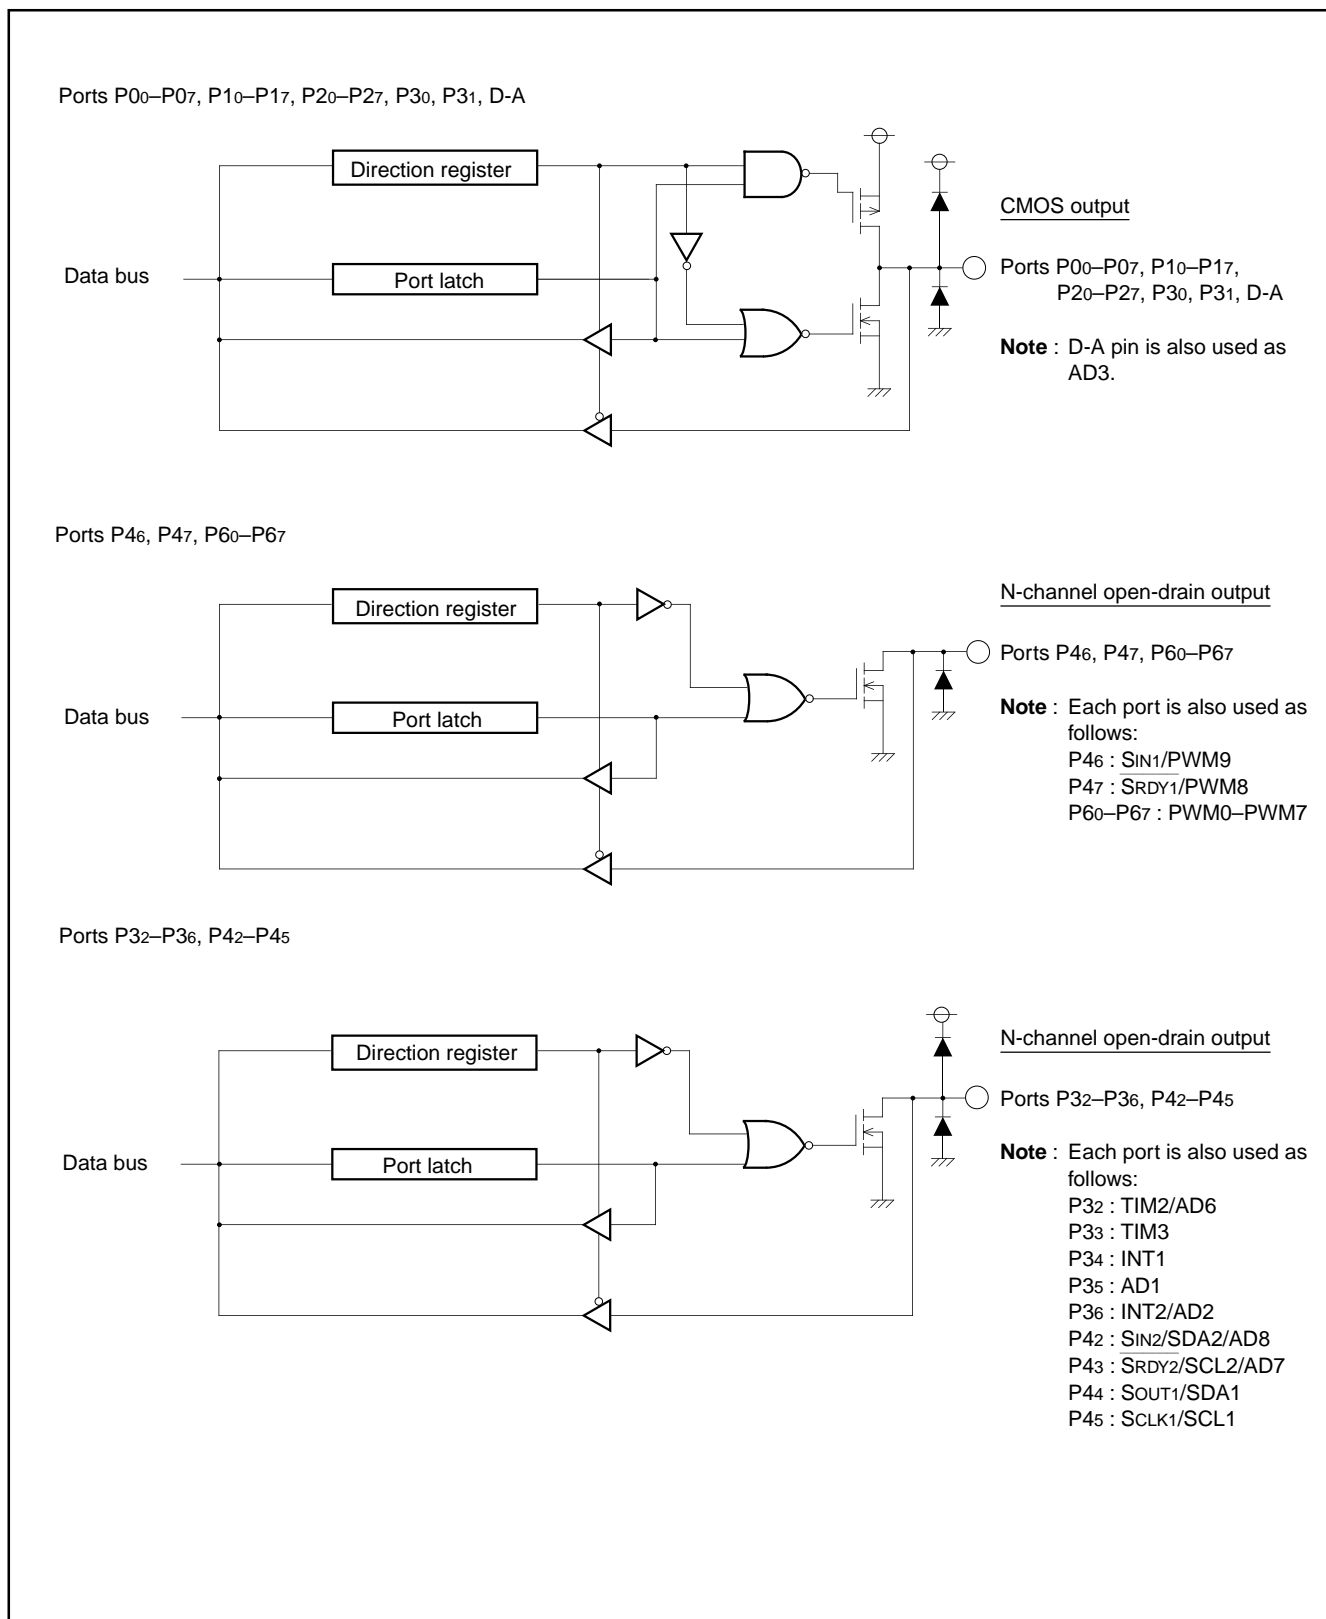 Ports P00–P07, P10–P17, P20–P27, P30, P31, D-A
Direction register
CMOS output
Data bus
Port latch
Ports P00–P07, P10–P17,
P20–P27, P30, P31, D-A
Note : D-A pin is also used as
AD3.
Ports P46, P47, P60–P67
Direction register
N-channel open-drain output
Ports P46, P47, P60–P67
Data bus
Port latch
Note : Each port is also used as
follows:
P46 : SIN1/PWM9
P47 : SRDY1/PWM8
P60–P67 : PWM0–PWM7
Ports P32–P36, P42–P45
Direction register
N-channel open-drain output
Ports P32–P36, P42–P45
Data bus
Port latch
Note : Each port is also used as
follows:
P32 : TIM2/AD6
P33 : TIM3
P34 : INT1
P35 : AD1
P36 : INT2/AD2
P42 : SIN2/SDA2/AD8
P43 : SRDY2/SCL2/AD7
P44 : SOUT1/SDA1
P45 : SCLK1/SCL1